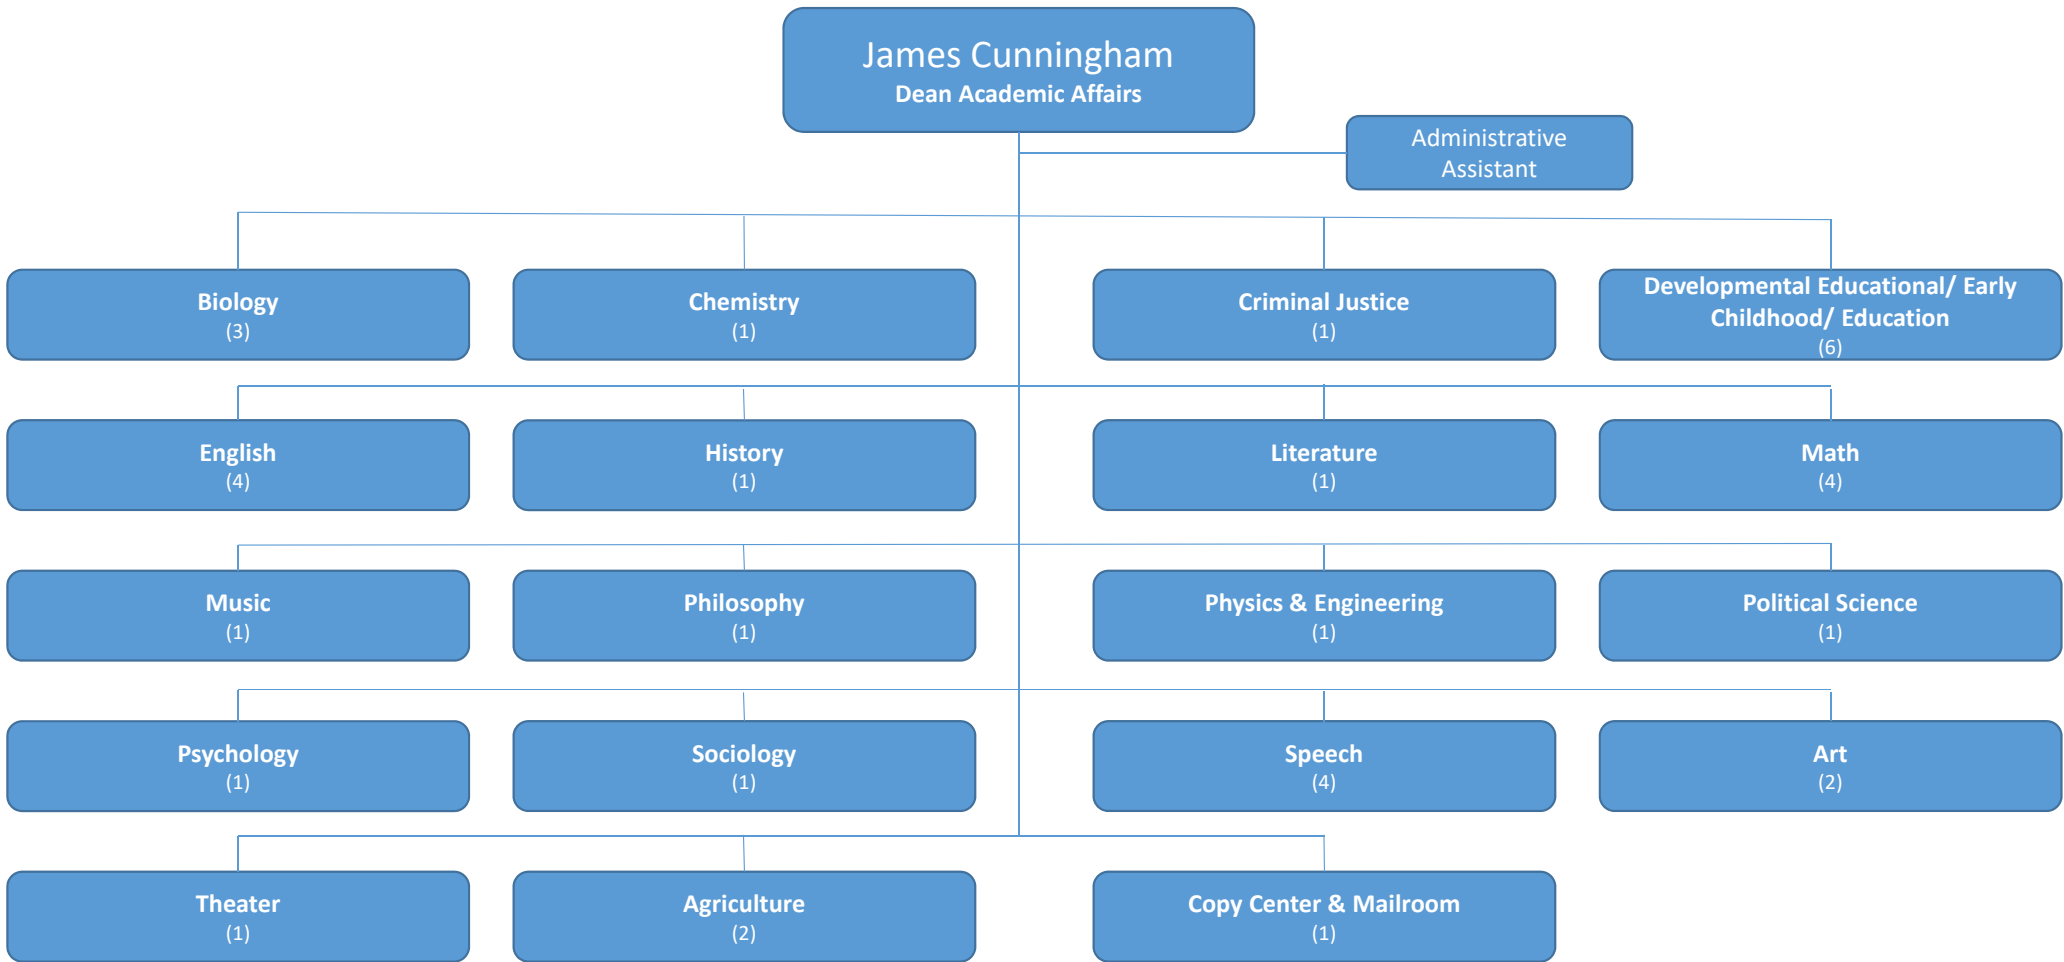 James Cunningham
Dean Academic Affairs
Administrative
Assistant
Biology
(3)
Chemistry
(1)
Criminal Justice
(1)
Developmental Educational/ Early
Childhood/ Education
(6)
English
(4)
History
(1)
Literature
(1)
Math
(4)
Music
(1)
Philosophy
(1)
Physics & Engineering
(1)
Political Science
(1)
Psychology
(1)
Sociology
(1)
Speech
(4)
Art
(2)
Theater
(1)
Agriculture
(2)
Copy Center & Mailroom
(1)